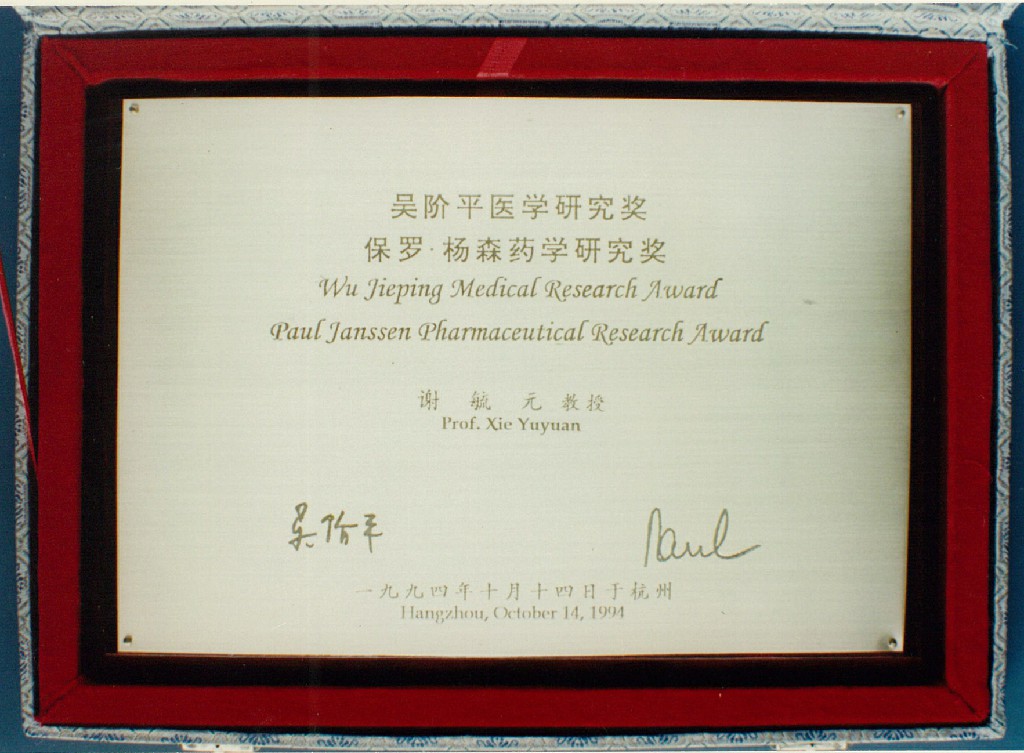 吴阶平医学研究奖
保罗·杨森药学研究奖
Wu Jieping Medical Research Award
Paul Janssen Pharmaceutical Research Award
谢 毓 元 教授
Prof. Xie Yuyuan
吴阶平 Paul
一九九四年十月十四日于杭州
Hangzhou, October 14, 1994